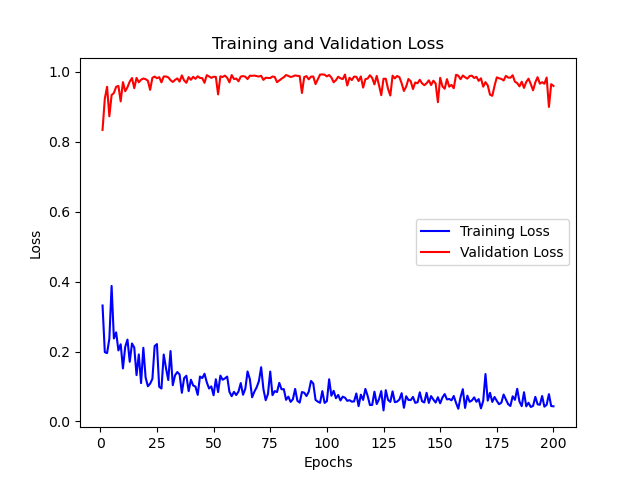 Training and Validation Loss
1.0
0.8
0.6
0.4
0.2
0.0
Loss
Training Loss
Validation Loss
0 25 50 75 100 125 150 175 200
Epochs